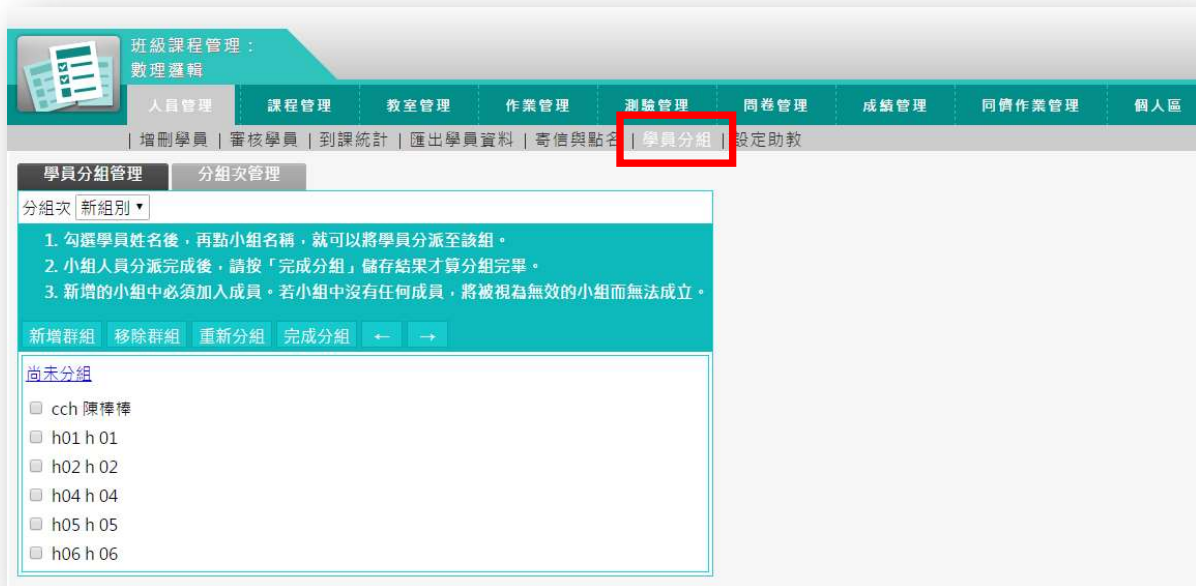 班級課程管理：
數理邏輯
人員管理 課程管理 教室管理 作業管理 測驗管理 問卷管理 成績管理 同儕作業管理 個人區
| 增刪學員 | 審核學員 | 到課統計 | 匯出學員資料 | 寄信與點名 | 學員分組 | 設定助教
學員分組管理 分組次管理
分組次 新組別
1. 勾選學員姓名後，再點小組名稱，就可以將學員分派至該組。
2. 小組人員分派完成後，請按「完成分組」儲存結果才算分組完畢。
3. 新增的小組中必須加入成員。若小組中沒有任何成員，將被視為無效的小組而無法成立。
新增群組 移除群組 重新分組 完成分組 ← →
尚未分組
cch 陳棒棒
h01 h 01
h02 h 02
h04 h 04
h05 h 05
h06 h 06